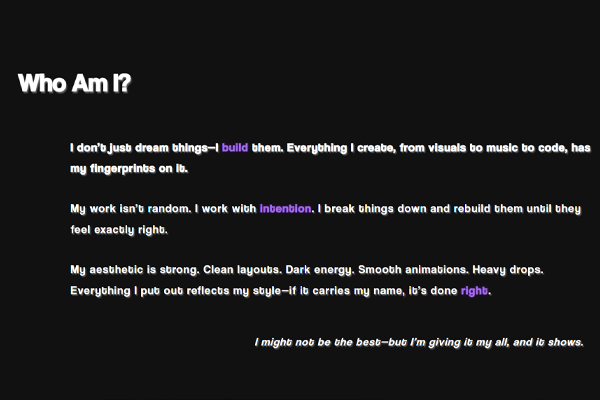 Who Am I?
I don't just dream things—I build them. Everything I create, from visuals to music to code, has
my fingerprints on it.
My work isn't random. I work with intention. I break things down and rebuild them until they
feel exactly right.
My aesthetic is strong. Clean layouts. Dark energy. Smooth animations. Heavy drops.
Everything I put out reflects my style—if it carries my name, it's done right.
I might not be the best—but I'm giving it my all, and it shows.